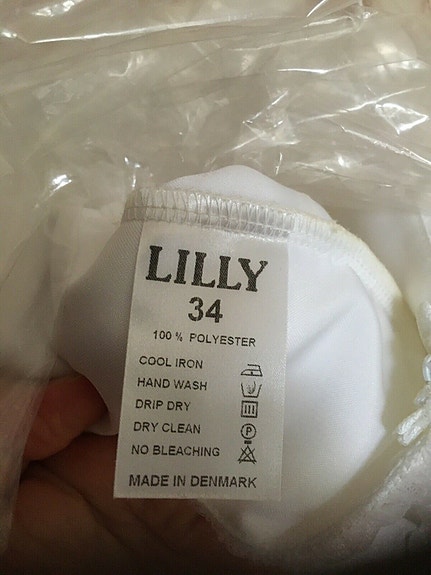 LILLY
34
100 % POLYESTER
COOL IRON
HAND WASH
DRIP DRY
DRY CLEAN P
NO BLEACHING
MADE IN DENMARK